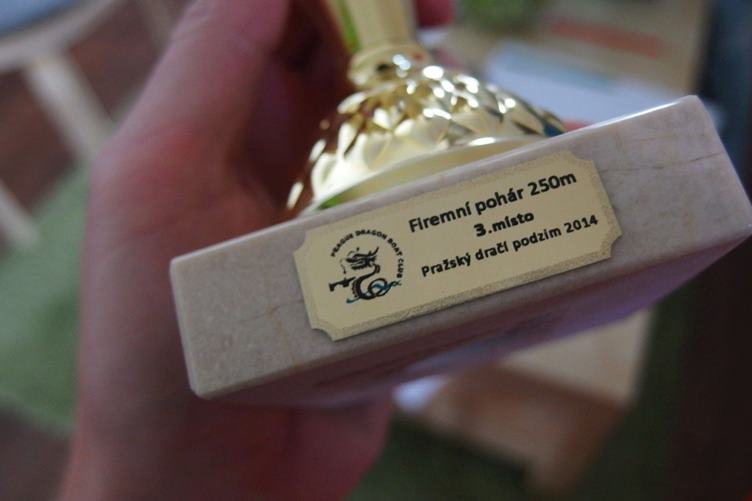 PRAGUE DRAGON BOAT CLUB
Firemní pohár 250m
3.místo
Pražský dračí podzim 2014